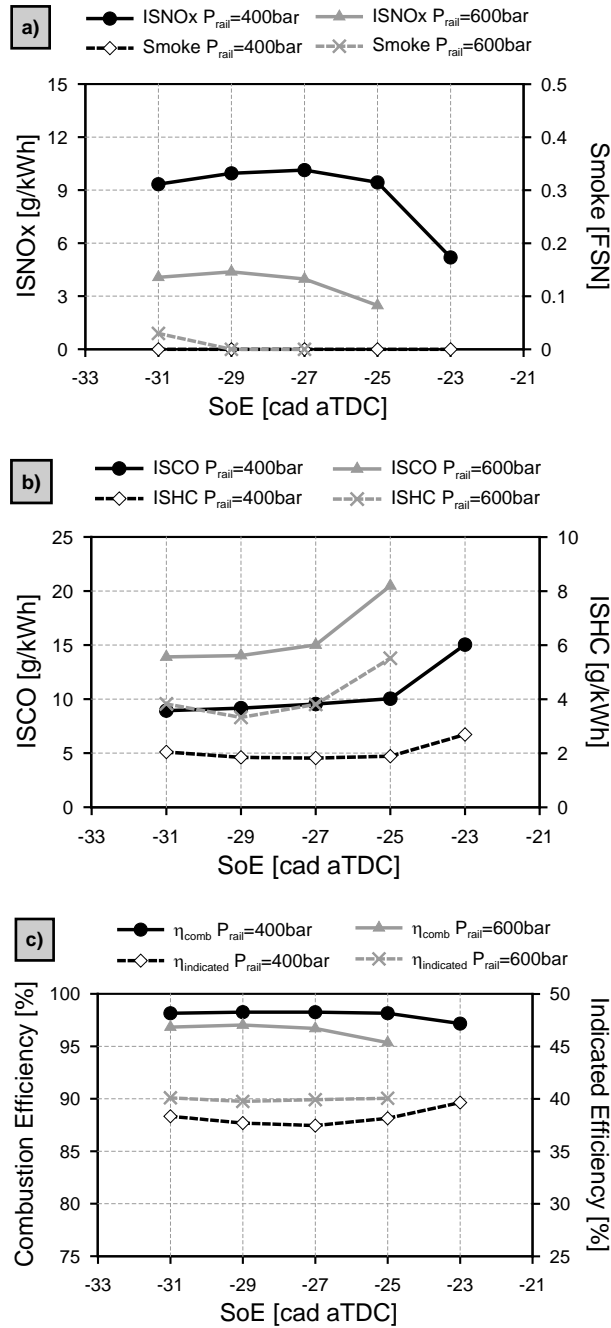 a)
ISNOx P_rail=400bar ISNOx P_rail=600bar
Smoke P_rail=400bar Smoke P_rail=600bar
15 0.5
12 0.4
9 0.3
6 0.2
3 0.1
0 0
ISNOx [g/kWh]
Smoke [FSN]
-33 -31 -29 -27 -25 -23 -21
SoE [cad aTDC]
b)
ISCO P_rail=400bar ISCO P_rail=600bar
ISHC P_rail=400bar ISHC P_rail=600bar
25 10
20 8
15 6
10 4
5 2
0 0
ISCO [g/kWh]
ISHC [g/kWh]
-33 -31 -29 -27 -25 -23 -21
SoE [cad aTDC]
c)
η_comb P_rail=400bar η_comb P_rail=600bar
η_indicated P_rail=400bar η_indicated P_rail=600bar
100 50
95 45
90 40
85 35
80 30
75 25
Combustion Efficiency [%]
Indicated Efficiency [%]
-33 -31 -29 -27 -25 -23 -21
SoE [cad aTDC]